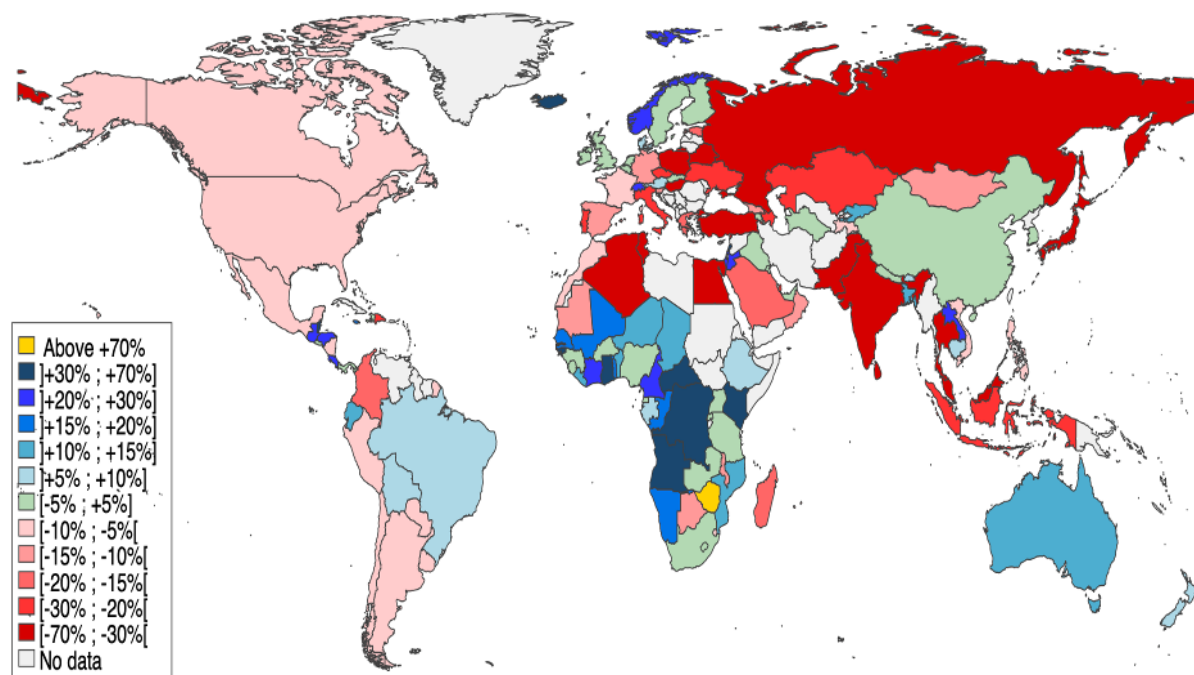 Above +70%
]+30% ; +70%]
]+20% ; +30%]
]+15% ; +20%]
]+10% ; +15%]
]+5% ; +10%]
[-5% ; +5%]
[-10% ; -5%[
[-15% ; -10%[
[-20% ; -15%[
[-30% ; -20%[
[-70% ; -30%[
No data